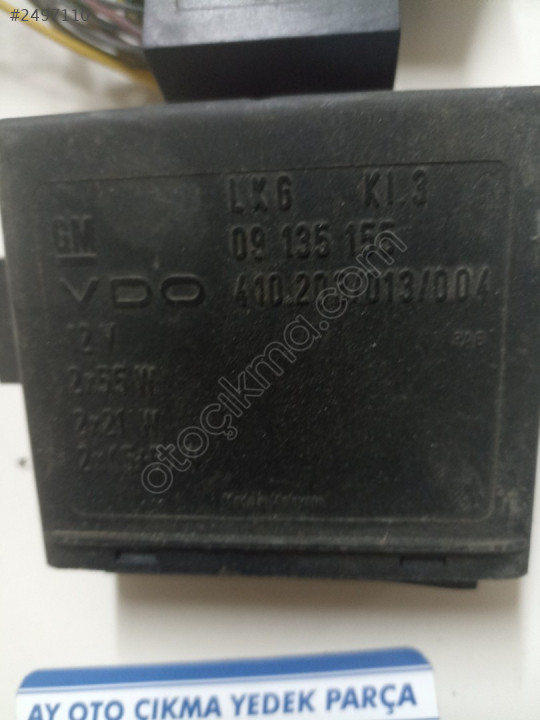 #2497110
LKG KI.3
GM
09 135 155
VDO
410.202/013/004
12 V
2x55 W
2x21 W
otoçıkma.com
AY OTO ÇIKMA YEDEK PARÇA